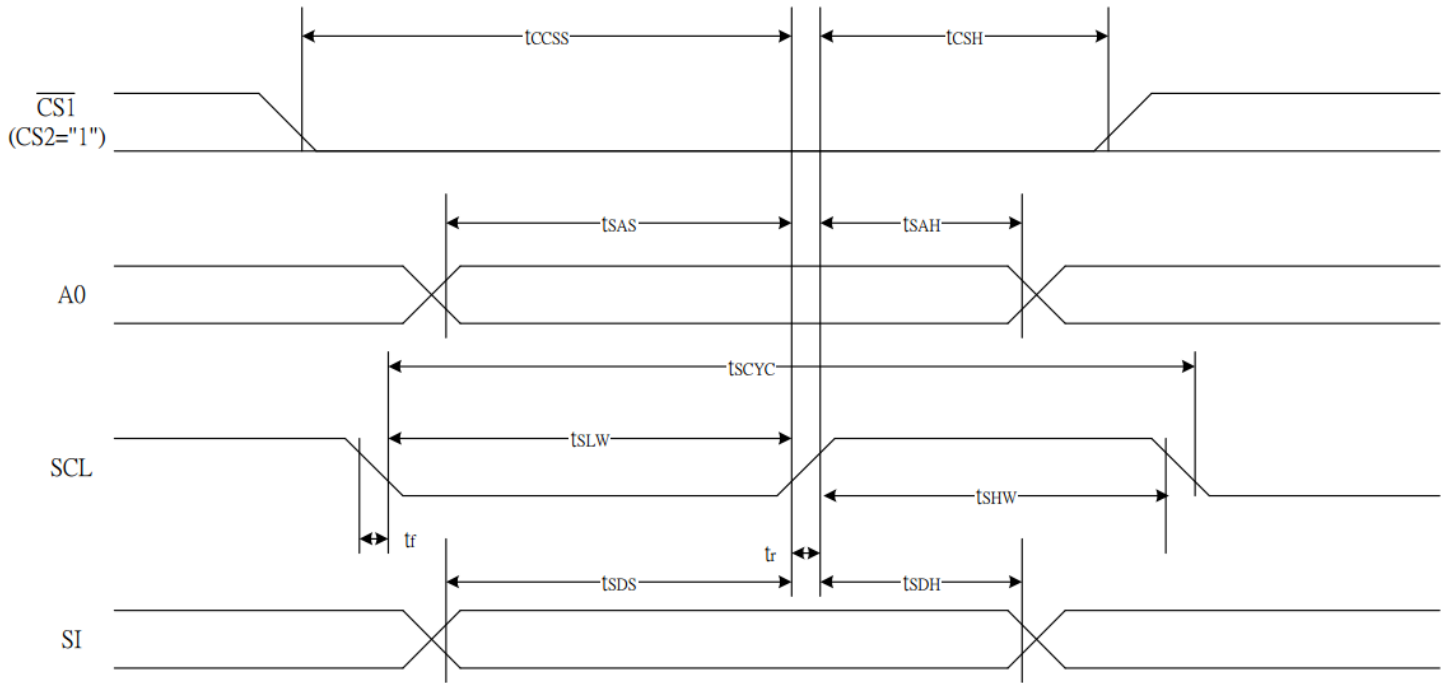 tCCSS
tCSH
CS1
(CS2="1")
tSAS
tSAH
A0
tSCYC
tSLW
SCL
tSHW
tf
tr
tSDS
tSDH
SI